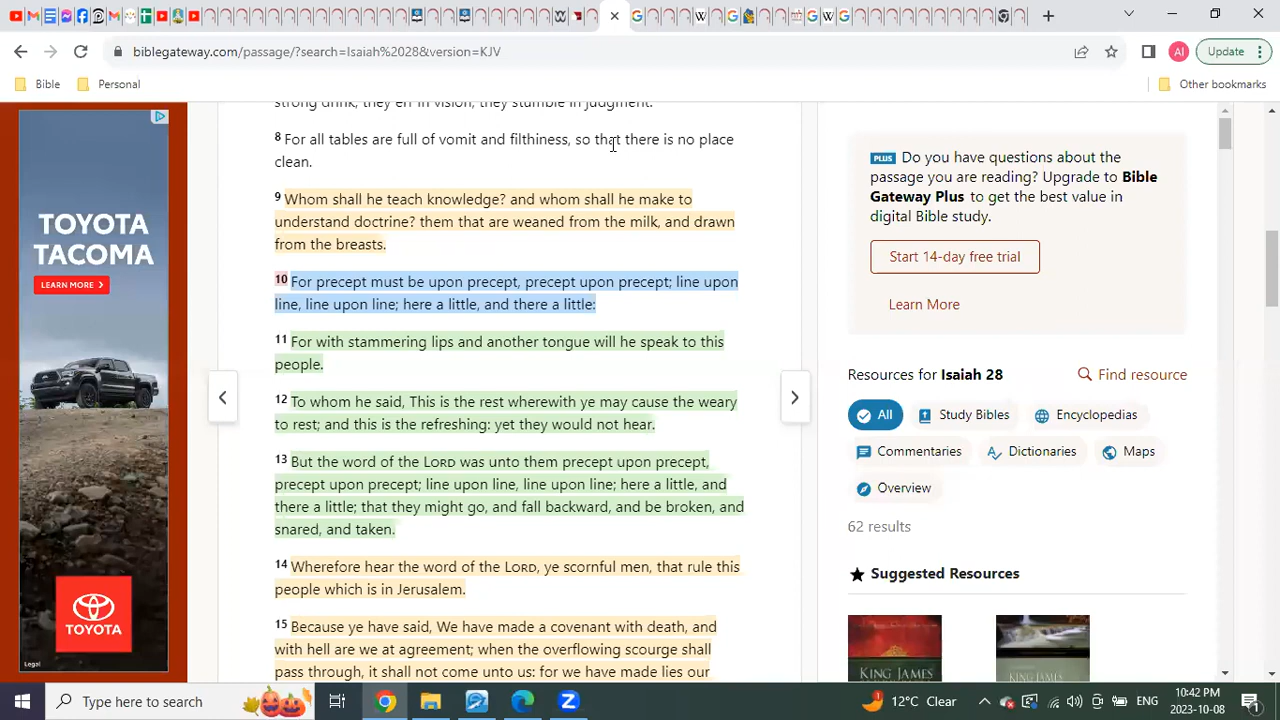 biblegateway.com/passage/?search=Isaiah%2028&version=KJV
AI
Update
Bible
Personal
Other bookmarks
strong drink, they err in vision, they stumble in judgment.
8 For all tables are full of vomit and filthiness, so that there is no place
clean.
9 Whom shall he teach knowledge? and whom shall he make to
understand doctrine? them that are weaned from the milk, and drawn
from the breasts.
10 For precept must be upon precept, precept upon precept; line upon
line, line upon line; here a little, and there a little:
11 For with stammering lips and another tongue will he speak to this
people.
12 To whom he said, This is the rest wherewith ye may cause the weary
to rest; and this is the refreshing: yet they would not hear.
13 But the word of the LORD was unto them precept upon precept,
precept upon precept; line upon line, line upon line; here a little, and
there a little; that they might go, and fall backward, and be broken, and
snared, and taken.
14 Wherefore hear the word of the LORD, ye scornful men, that rule this
people which is in Jerusalem.
15 Because ye have said, We have made a covenant with death, and
with hell are we at agreement; when the overflowing scourge shall
pass through, it shall not come unto us: for we have made lies our
TOYOTA
TACOMA
LEARN MORE
TOYOTA
Legal
PLUS Do you have questions about the
passage you are reading? Upgrade to Bible
Gateway Plus to get the best value in
digital Bible study.
Start 14-day free trial
Learn More
Resources for Isaiah 28
Find resource
All
Study Bibles
Encyclopedias
Commentaries
Dictionaries
Maps
Overview
62 results
Suggested Resources
KING JAMES
Type here to search
1
12°C Clear
ENG
10:42 PM
2023-10-08
1